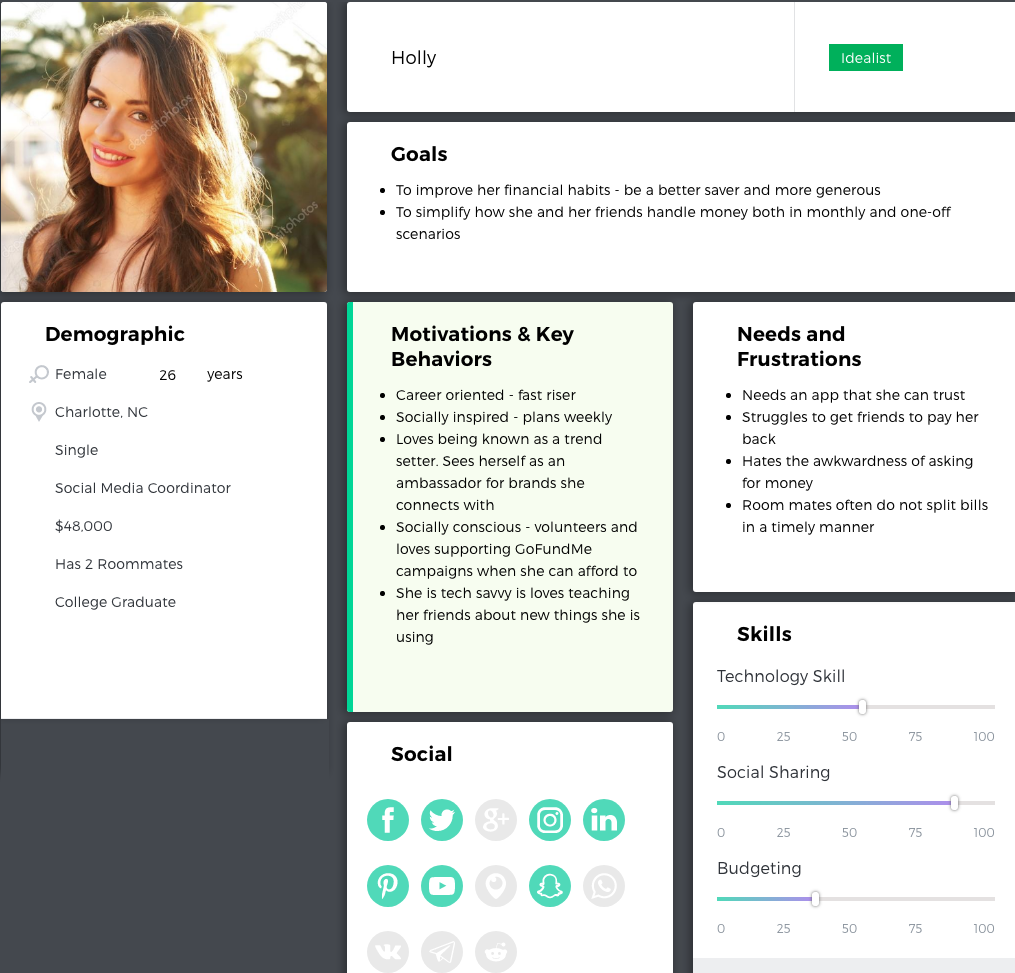 Holly
Idealist
Goals
To improve her financial habits - be a better saver and more generous
To simplify how she and her friends handle money both in monthly and one-off
scenarios
Demographic
Female 26 years
Charlotte, NC
Single
Social Media Coordinator
$48,000
Has 2 Roommates
College Graduate
Motivations & Key
Behaviors
Career oriented - fast riser
Socially inspired - plans weekly
Loves being known as a trend
setter. Sees herself as an
ambassador for brands she
connects with
Socially conscious - volunteers and
loves supporting GoFundMe
campaigns when she can afford to
She is tech savvy is loves teaching
her friends about new things she is
using
Needs and
Frustrations
Needs an app that she can trust
Struggles to get friends to pay her
back
Hates the awkwardness of asking
for money
Room mates often do not split bills
in a timely manner
Social
Skills
Technology Skill
0 25 50 75 100
Social Sharing
0 25 50 75 100
Budgeting
0 25 50 75 100
depositphotos